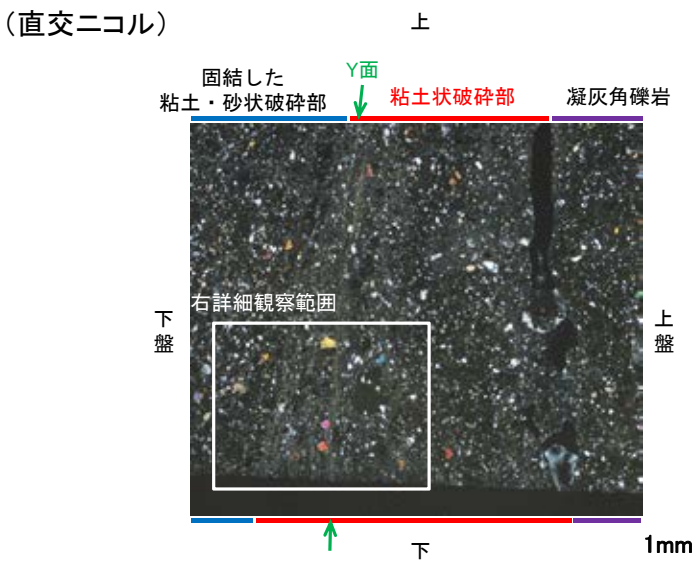 （直交ニコル）
上
固結した
粘土・砂状破砕部
Y面
粘土状破砕部
凝灰角礫岩
右詳細観察範囲
下盤
上盤
下
1mm